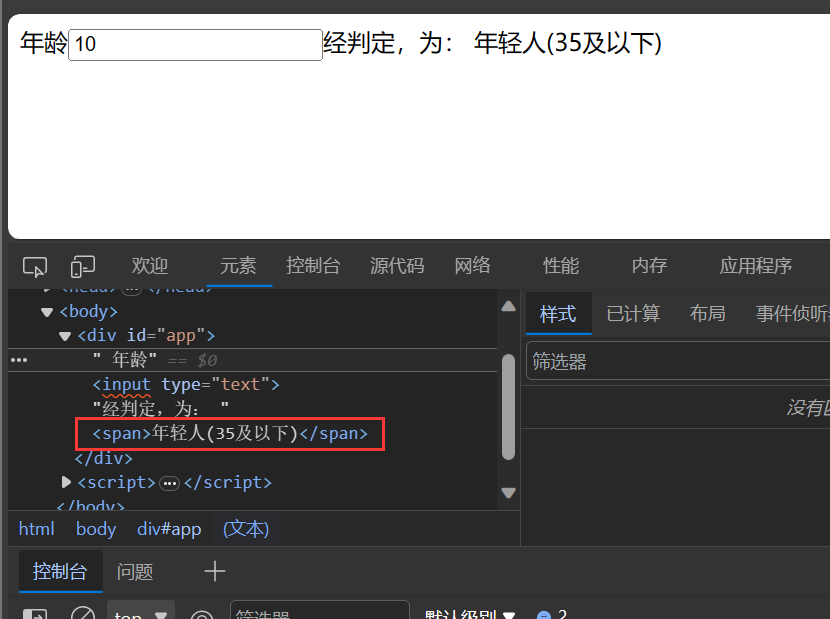 年龄10经判定，为： 年轻人(35及以下)
欢迎 元素 控制台 源代码 网络 性能 内存 应用程序
<body>
<div id="app">
" 年龄" == $0
<input type="text">
"经判定，为： "
<span>年轻人(35及以下)</span>
</div>
<script>…</script>
</body>
html body div#app (文本)
样式 已计算 布局 事件侦听
筛选器
没有
控制台 问题
top 筛选器 默认级别 2